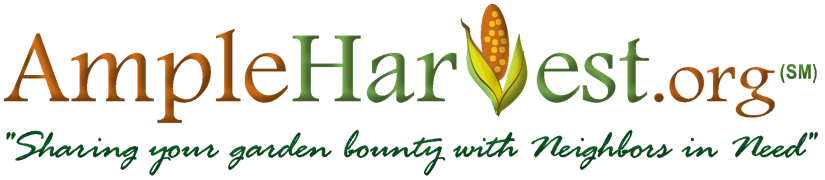 AmpleHarvest.org (SM)
"Sharing your garden bounty with Neighbors in Need"